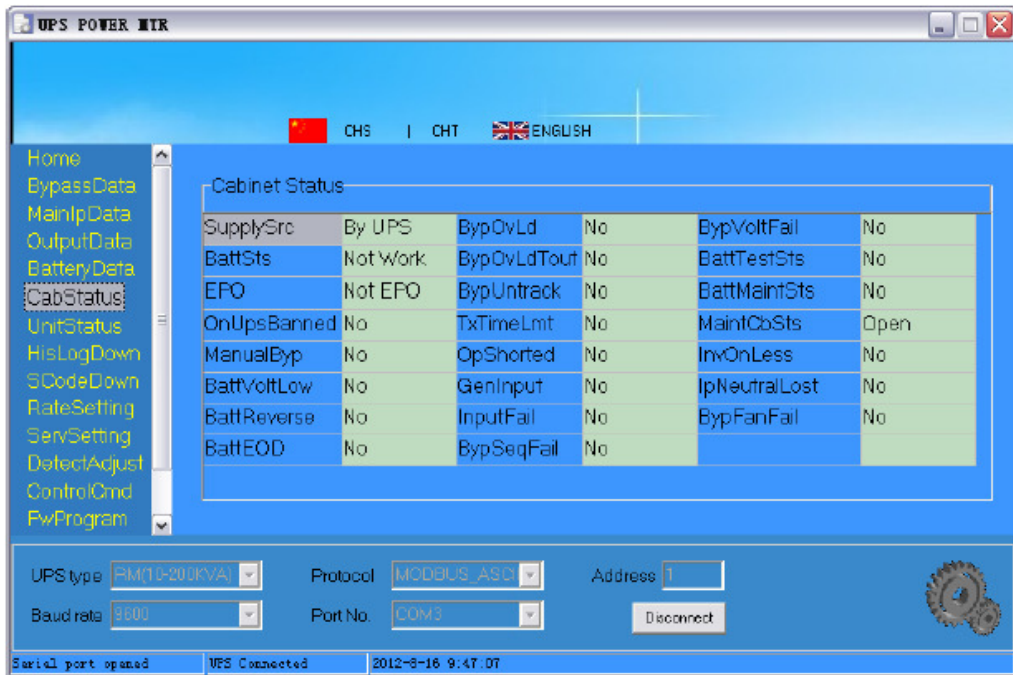 UPS POWER MTR
CHS | CHT ENGLISH
Home
BypassData
MainIpData
OutputData
BatteryData
CabStatus
UnitStatus
HisLogDown
SCodeDown
RateSetting
ServSetting
DetectAdjust
ControlCmd
FwProgram
Cabinet Status
SupplySrc By UPS BypOvLd No BypVoltFail No
BattSts Not Work BypOvLdTout No BattTestSts No
EPO Not EPO BypUntrack No BattMaintSts No
OnUpsBanned No TxTimeLmt No MaintCbSts Open
ManualByp No OpShorted No InvOnLess No
BattVoltLow No GenInput No IpNeutralLost No
BattReverse No InputFail No BypFanFail No
BattEOD No BypSeqFail No
UPS type RM(10-200KVA) Protocol MODBUS_ASCI Address 1
Baud rate 9600 Port No. COM3 Disconnect
Serial port opened UPS Connected 2012-8-16 9:47:07